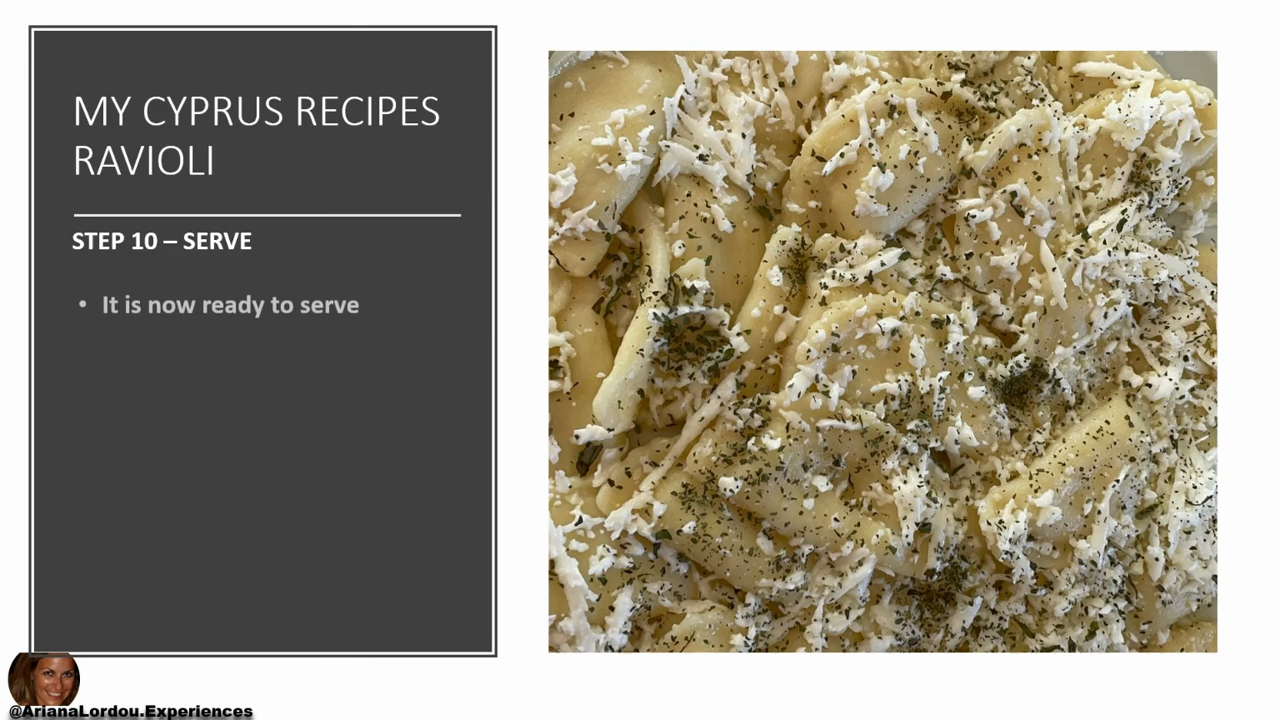 MY CYPRUS RECIPES
RAVIOLI
STEP 10 – SERVE
• It is now ready to serve
@ArianaLordou.Experiences